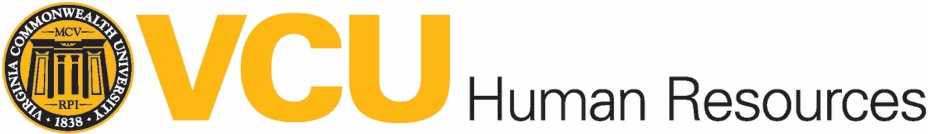 VIRGINIA COMMONWEALTH UNIVERSITY
MCV
RPI
· 1838 ·
VCU Human Resources